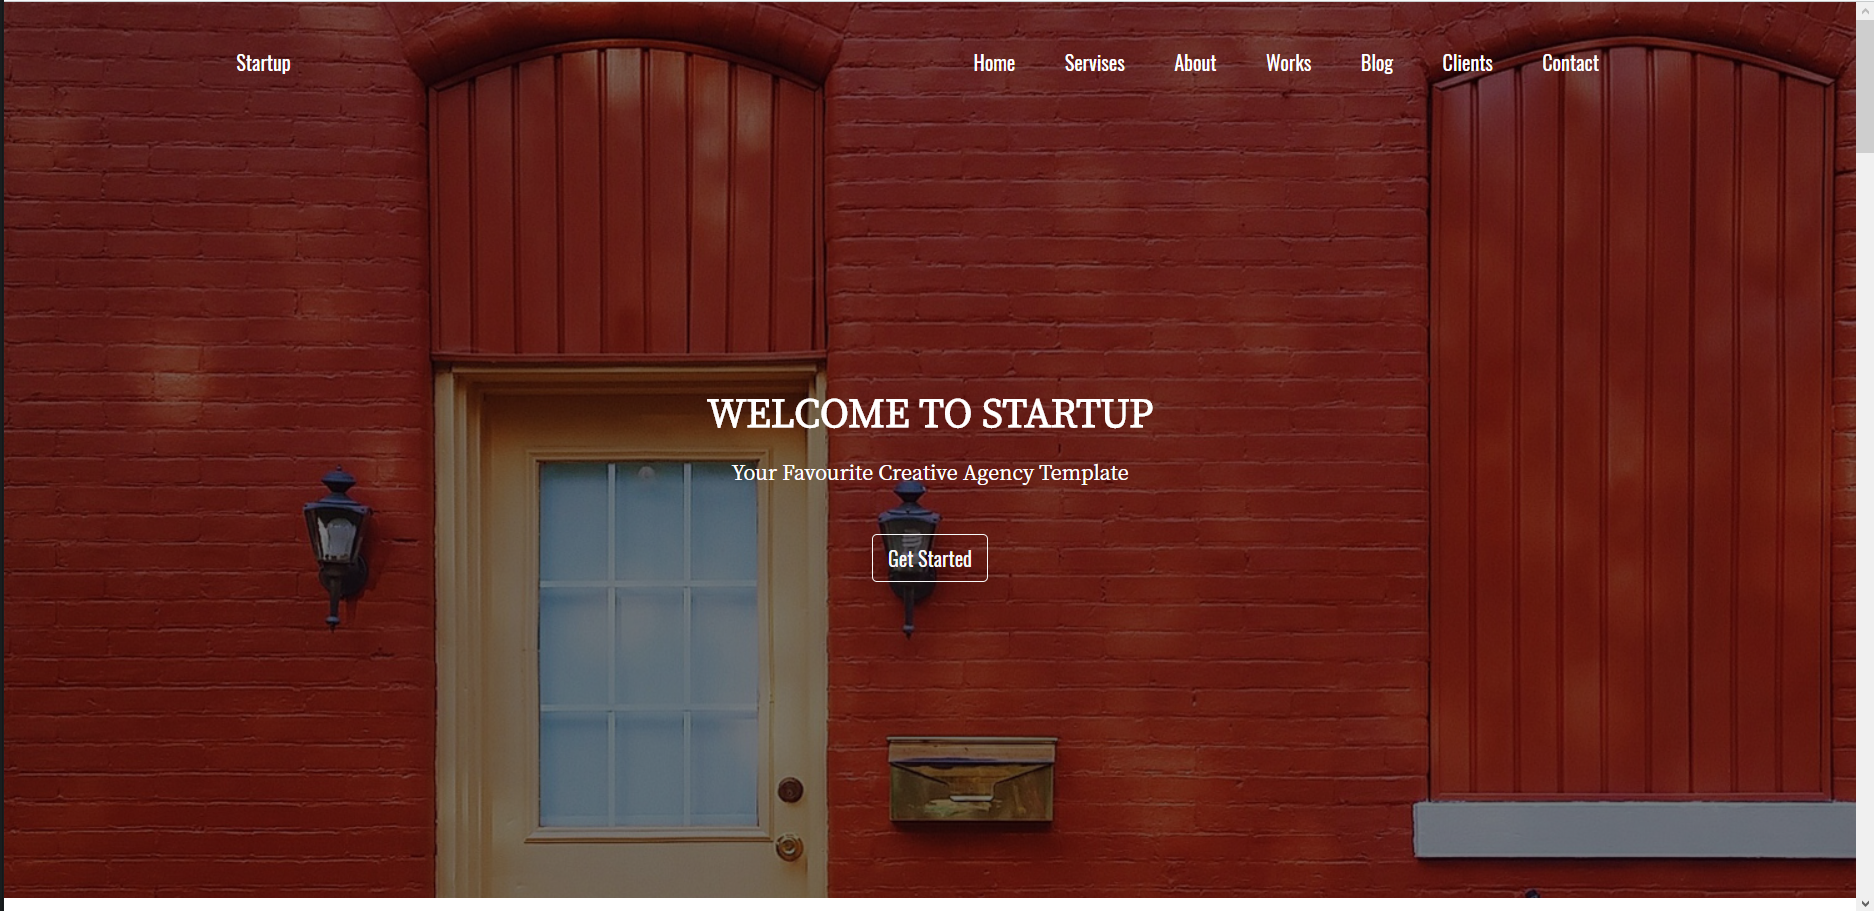 Startup Home Servises About Works Blog Clients Contact
WELCOME TO STARTUP
Your Favourite Creative Agency Template
Get Started